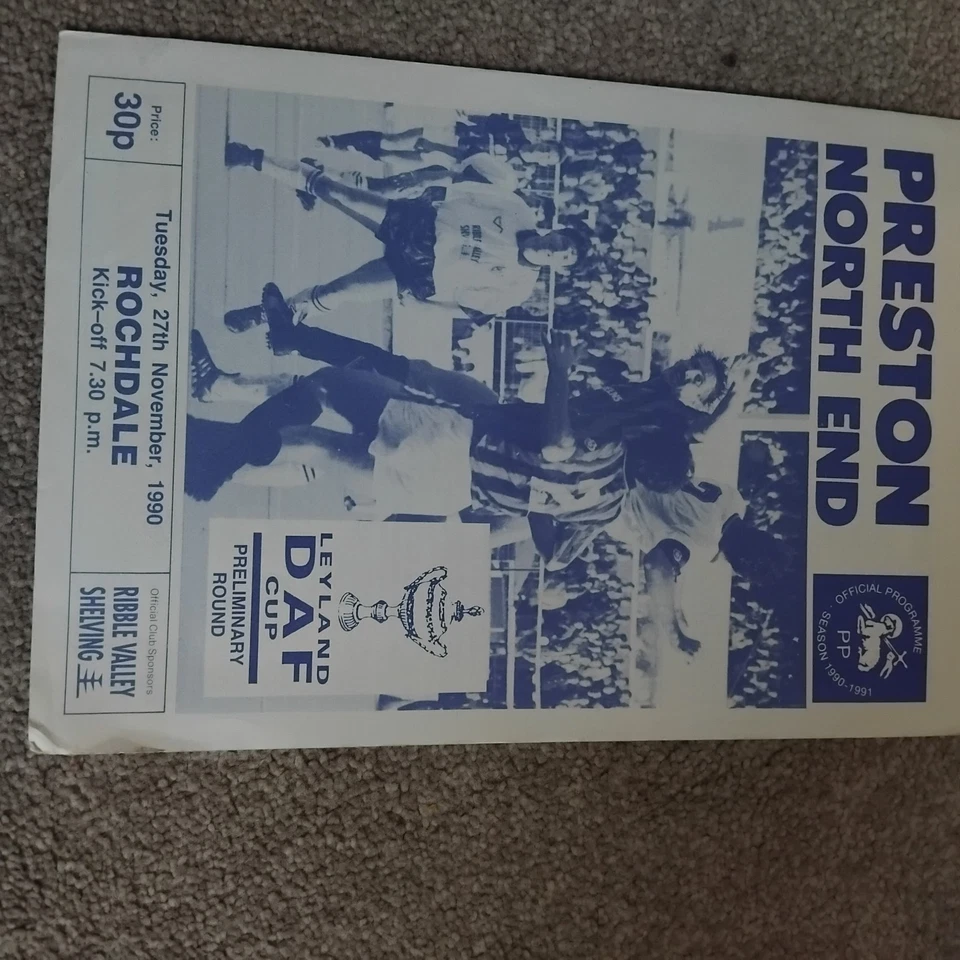 PRESTON
NORTH END
· OFFICIAL PROGRAMME ·
PP
SEASON 1990-1991
LEYLAND
DAF
CUP
PRELIMINARY
ROUND
Price:
30p
Tuesday, 27th November, 1990
ROCHDALE
Kick-off 7.30 p.m.
Official Club Sponsors
RIBBLE VALLEY
SHELVING